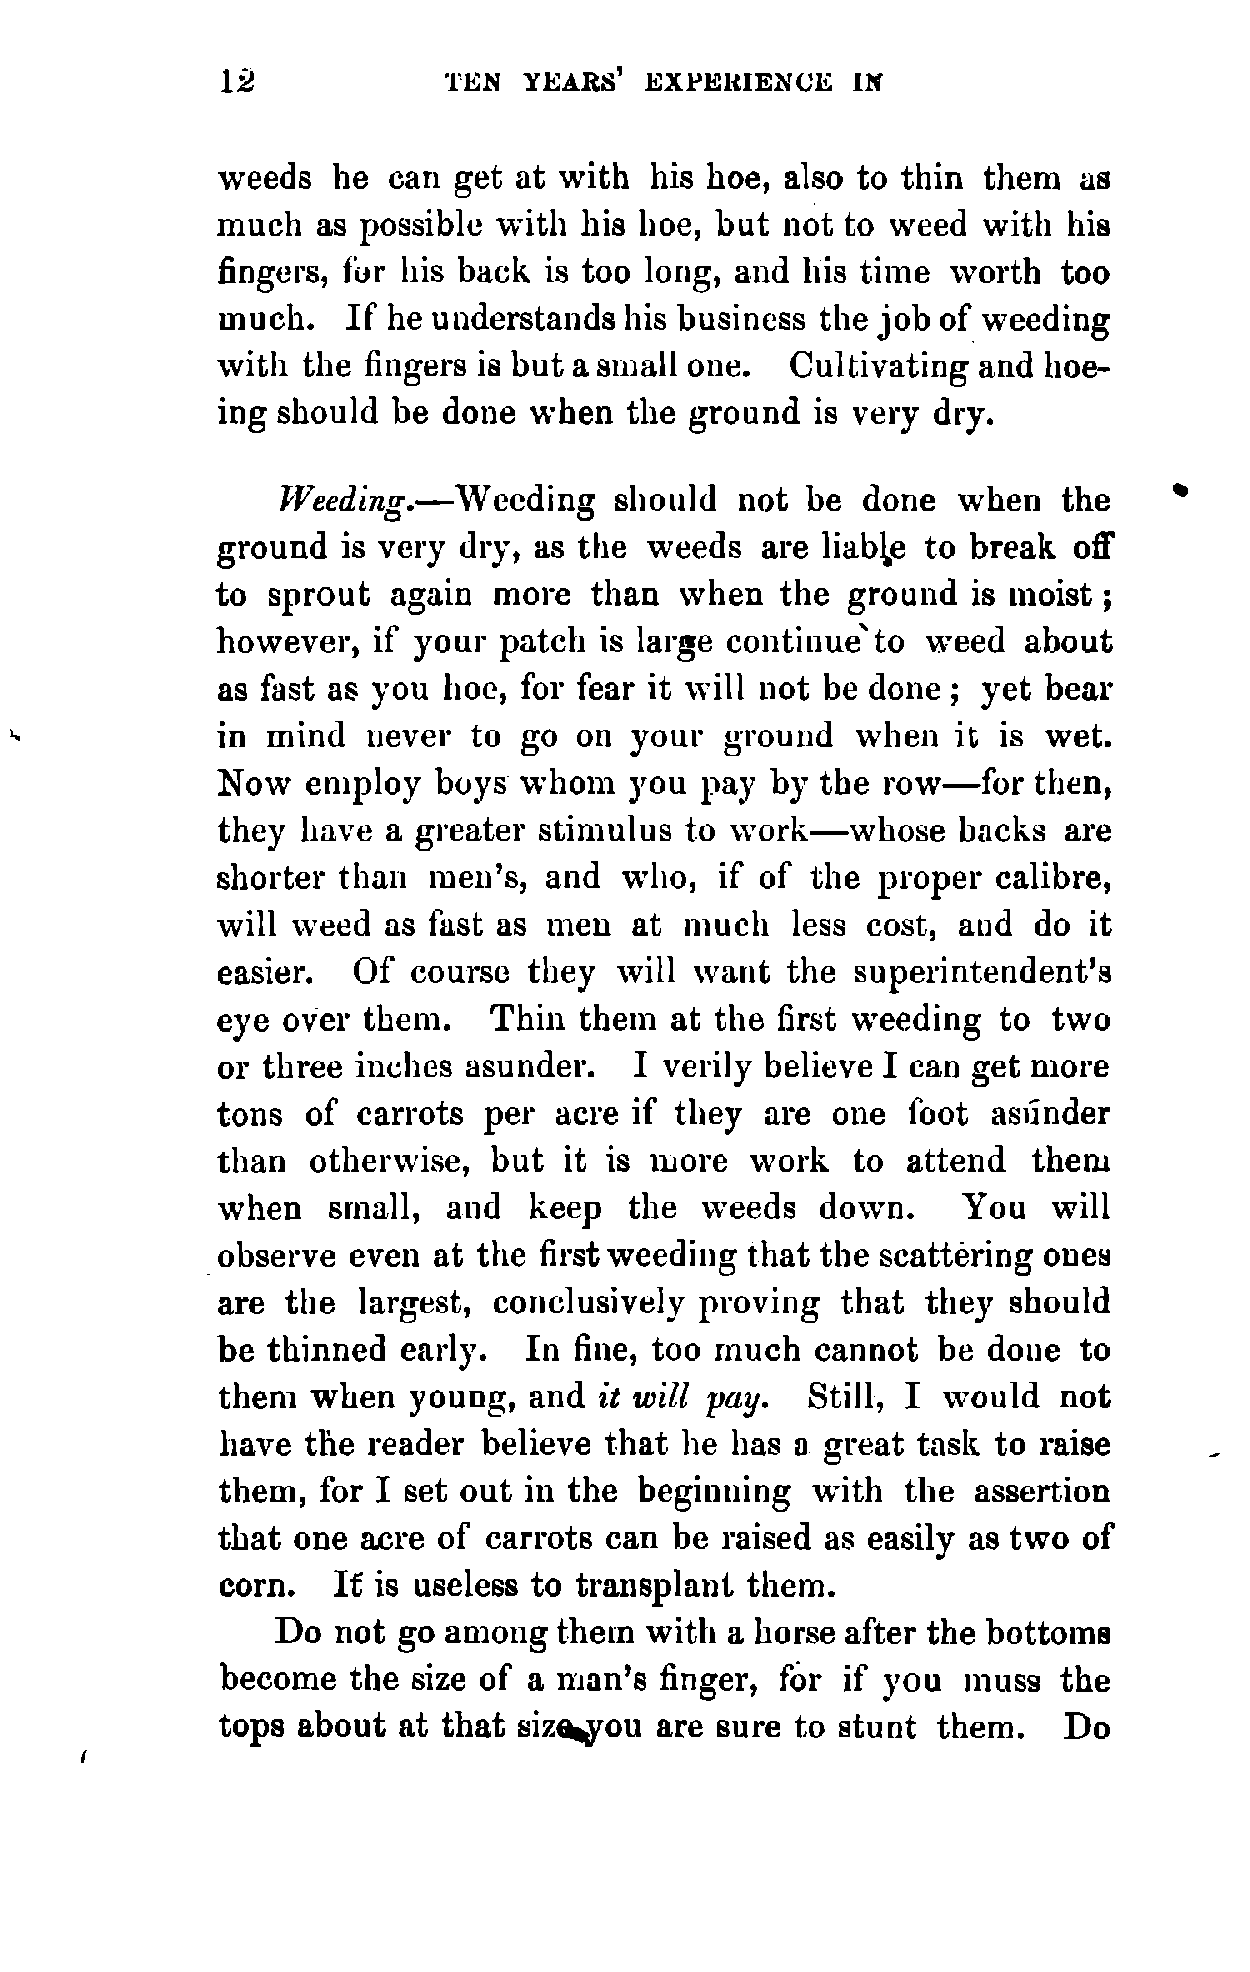 12 TEN YEARS' EXPERIENCE IN
weeds he can get at with his hoe, also to thin them as
much as possible with his hoe, but not to weed with his
fingers, for his back is too long, and his time worth too
much. If he understands his business the job of weeding
with the fingers is but a small one. Cultivating and hoe-
ing should be done when the ground is very dry.
Weeding.—Weeding should not be done when the
ground is very dry, as the weeds are liable to break off
to sprout again more than when the ground is moist ;
however, if your patch is large continue to weed about
as fast as you hoe, for fear it will not be done ; yet bear
in mind never to go on your ground when it is wet.
Now employ boys whom you pay by the row—for then,
they have a greater stimulus to work—whose backs are
shorter than men's, and who, if of the proper calibre,
will weed as fast as men at much less cost, and do it
easier. Of course they will want the superintendent's
eye over them. Thin them at the first weeding to two
or three inches asunder. I verily believe I can get more
tons of carrots per acre if they are one foot asunder
than otherwise, but it is more work to attend them
when small, and keep the weeds down. You will
observe even at the first weeding that the scattering ones
are the largest, conclusively proving that they should
be thinned early. In fine, too much cannot be done to
them when young, and it will pay. Still, I would not
have the reader believe that he has a great task to raise
them, for I set out in the beginning with the assertion
that one acre of carrots can be raised as easily as two of
corn. It is useless to transplant them.
Do not go among them with a horse after the bottoms
become the size of a man's finger, for if you muss the
tops about at that size you are sure to stunt them. Do